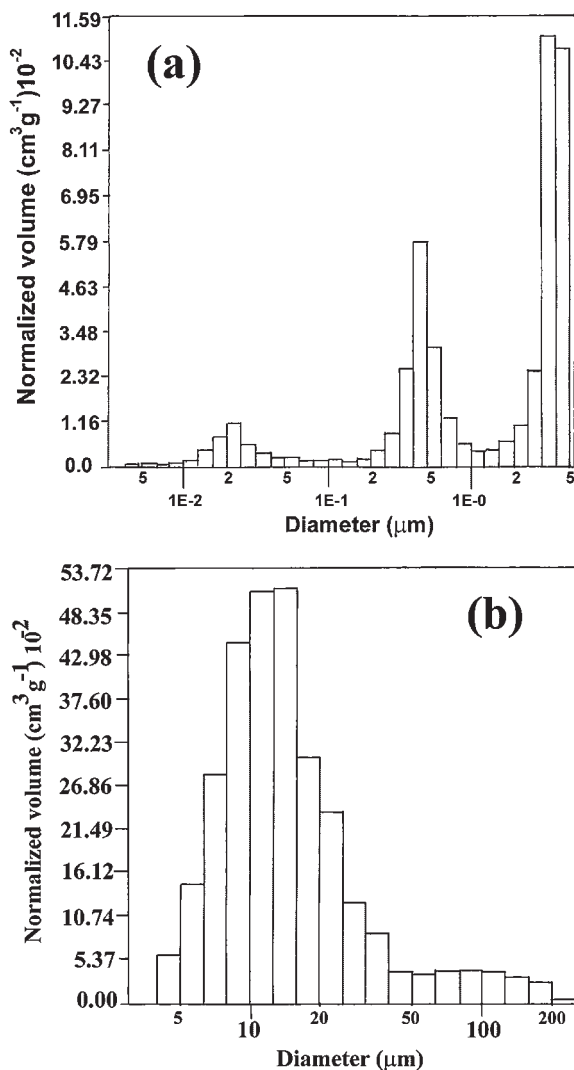 (a)
Normalized volume (cm³g⁻¹)10⁻²
11.59
10.43
9.27
8.11
6.95
5.79
4.63
3.48
2.32
1.16
0.0
5 2 5 2 5 2 5
1E-2 1E-1 1E-0
Diameter (μm)
(b)
Normalized volume (cm³g⁻¹) 10⁻²
53.72
48.35
42.98
37.60
32.23
26.86
21.49
16.12
10.74
5.37
0.00
5 10 20 50 100 200
Diameter (μm)